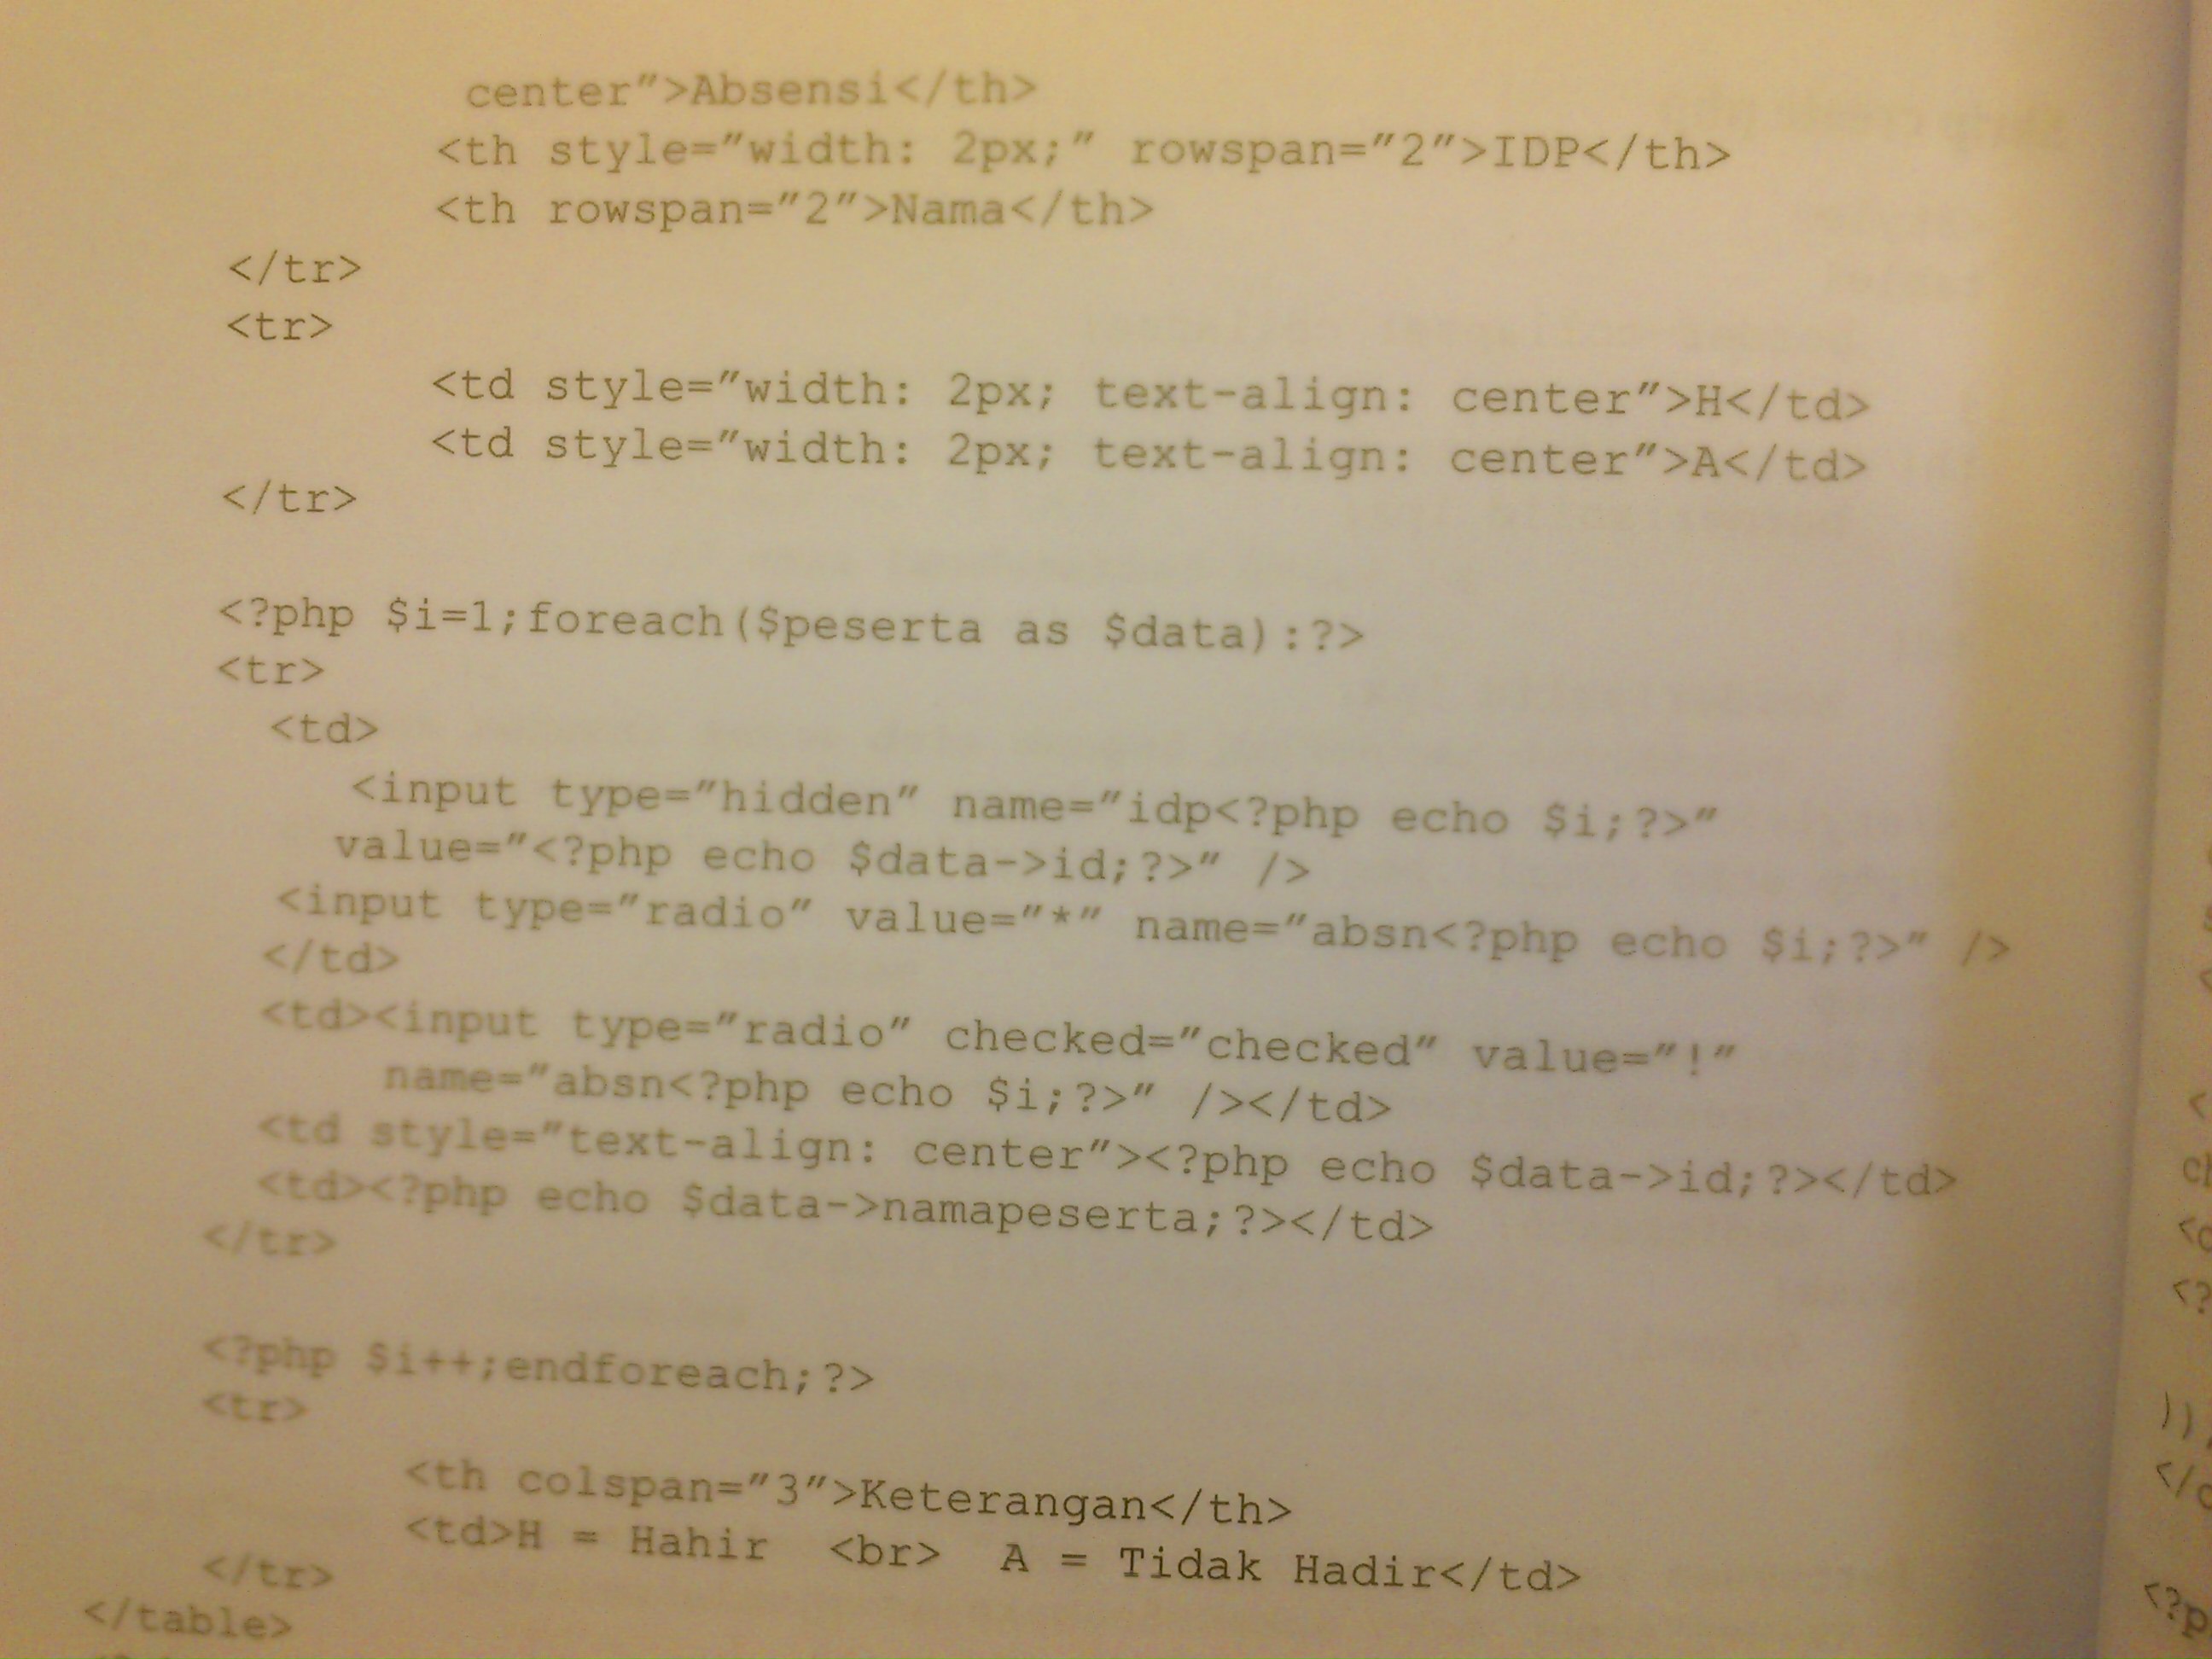 center”>Absensi</th>
<th style=”width: 2px;” rowspan=”2”>IDP</th>
<th rowspan=”2”>Nama</th>
</tr>
<tr>
<td style=”width: 2px; text-align: center”>H</td>
<td style=”width: 2px; text-align: center”>A</td>
</tr>
<?php $i=1;foreach($peserta as $data):?>
<tr>
<td>
<input type=”hidden” name=”idp<?php echo $i;?>”
value=”<?php echo $data->id;?>” />
<input type=”radio” value=”*” name=”absn<?php echo $i;?>” />
</td>
<td><input type=”radio” checked=”checked” value=”!”
name=”absn<?php echo $i;?>” /></td>
<td style=”text-align: center”><?php echo $data->id;?></td>
<td><?php echo $data->namapeserta;?></td>
</tr>
<?php $i++;endforeach;?>
<tr>
<th colspan=”3”>Keterangan</th>
<td>H = Hahir <br> A = Tidak Hadir</td>
</tr>
</table>